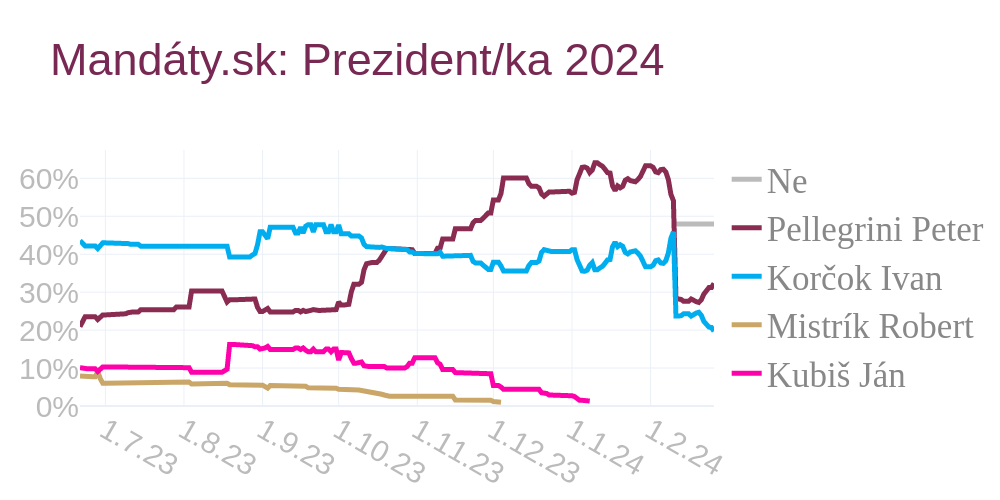 Mandáty.sk: Prezident/ka 2024
60%
50%
40%
30%
20%
10%
0%
1.7.23
1.8.23
1.9.23
1.10.23
1.11.23
1.12.23
1.1.24
1.2.24
Ne
Pellegrini Peter
Korčok Ivan
Mistrík Robert
Kubiš Ján